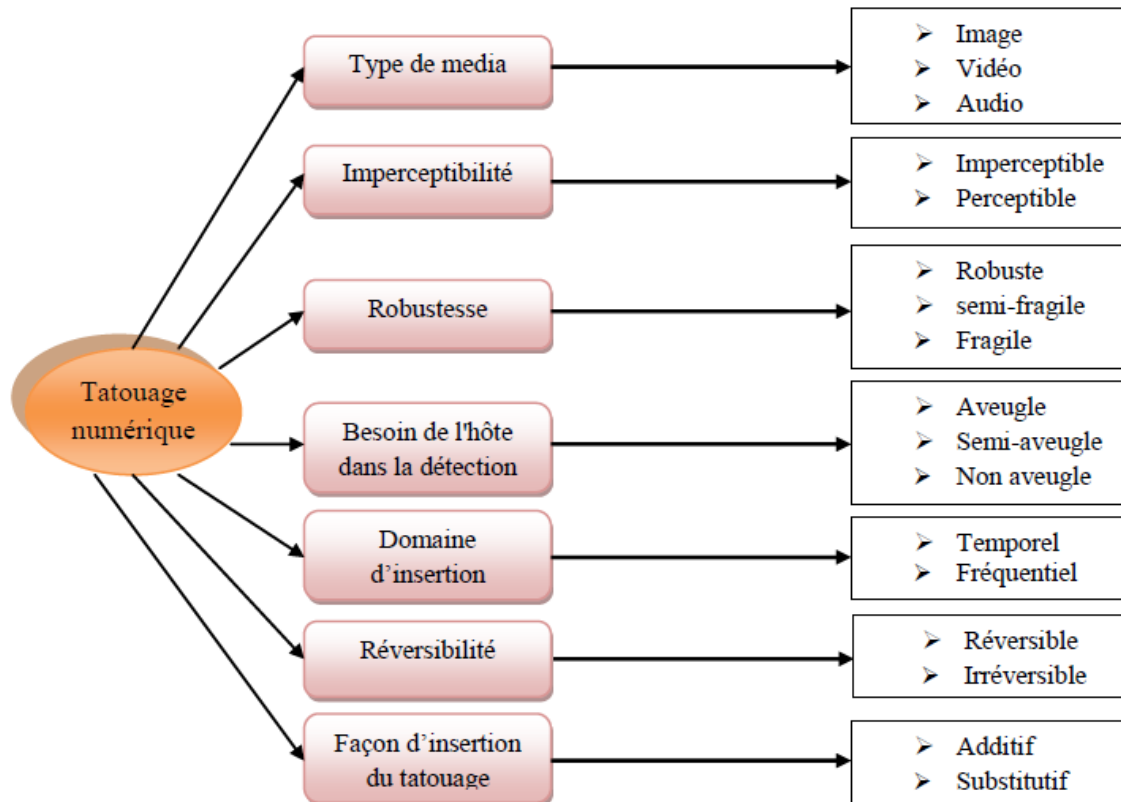 Tatouage
numérique
Type de media
Image
Vidéo
Audio
Imperceptibilité
Imperceptible
Perceptible
Robustesse
Robuste
semi-fragile
Fragile
Besoin de l'hôte
dans la détection
Aveugle
Semi-aveugle
Non aveugle
Domaine
d’insertion
Temporel
Fréquentiel
Réversibilité
Réversible
Irréversible
Façon d’insertion
du tatouage
Additif
Substitutif